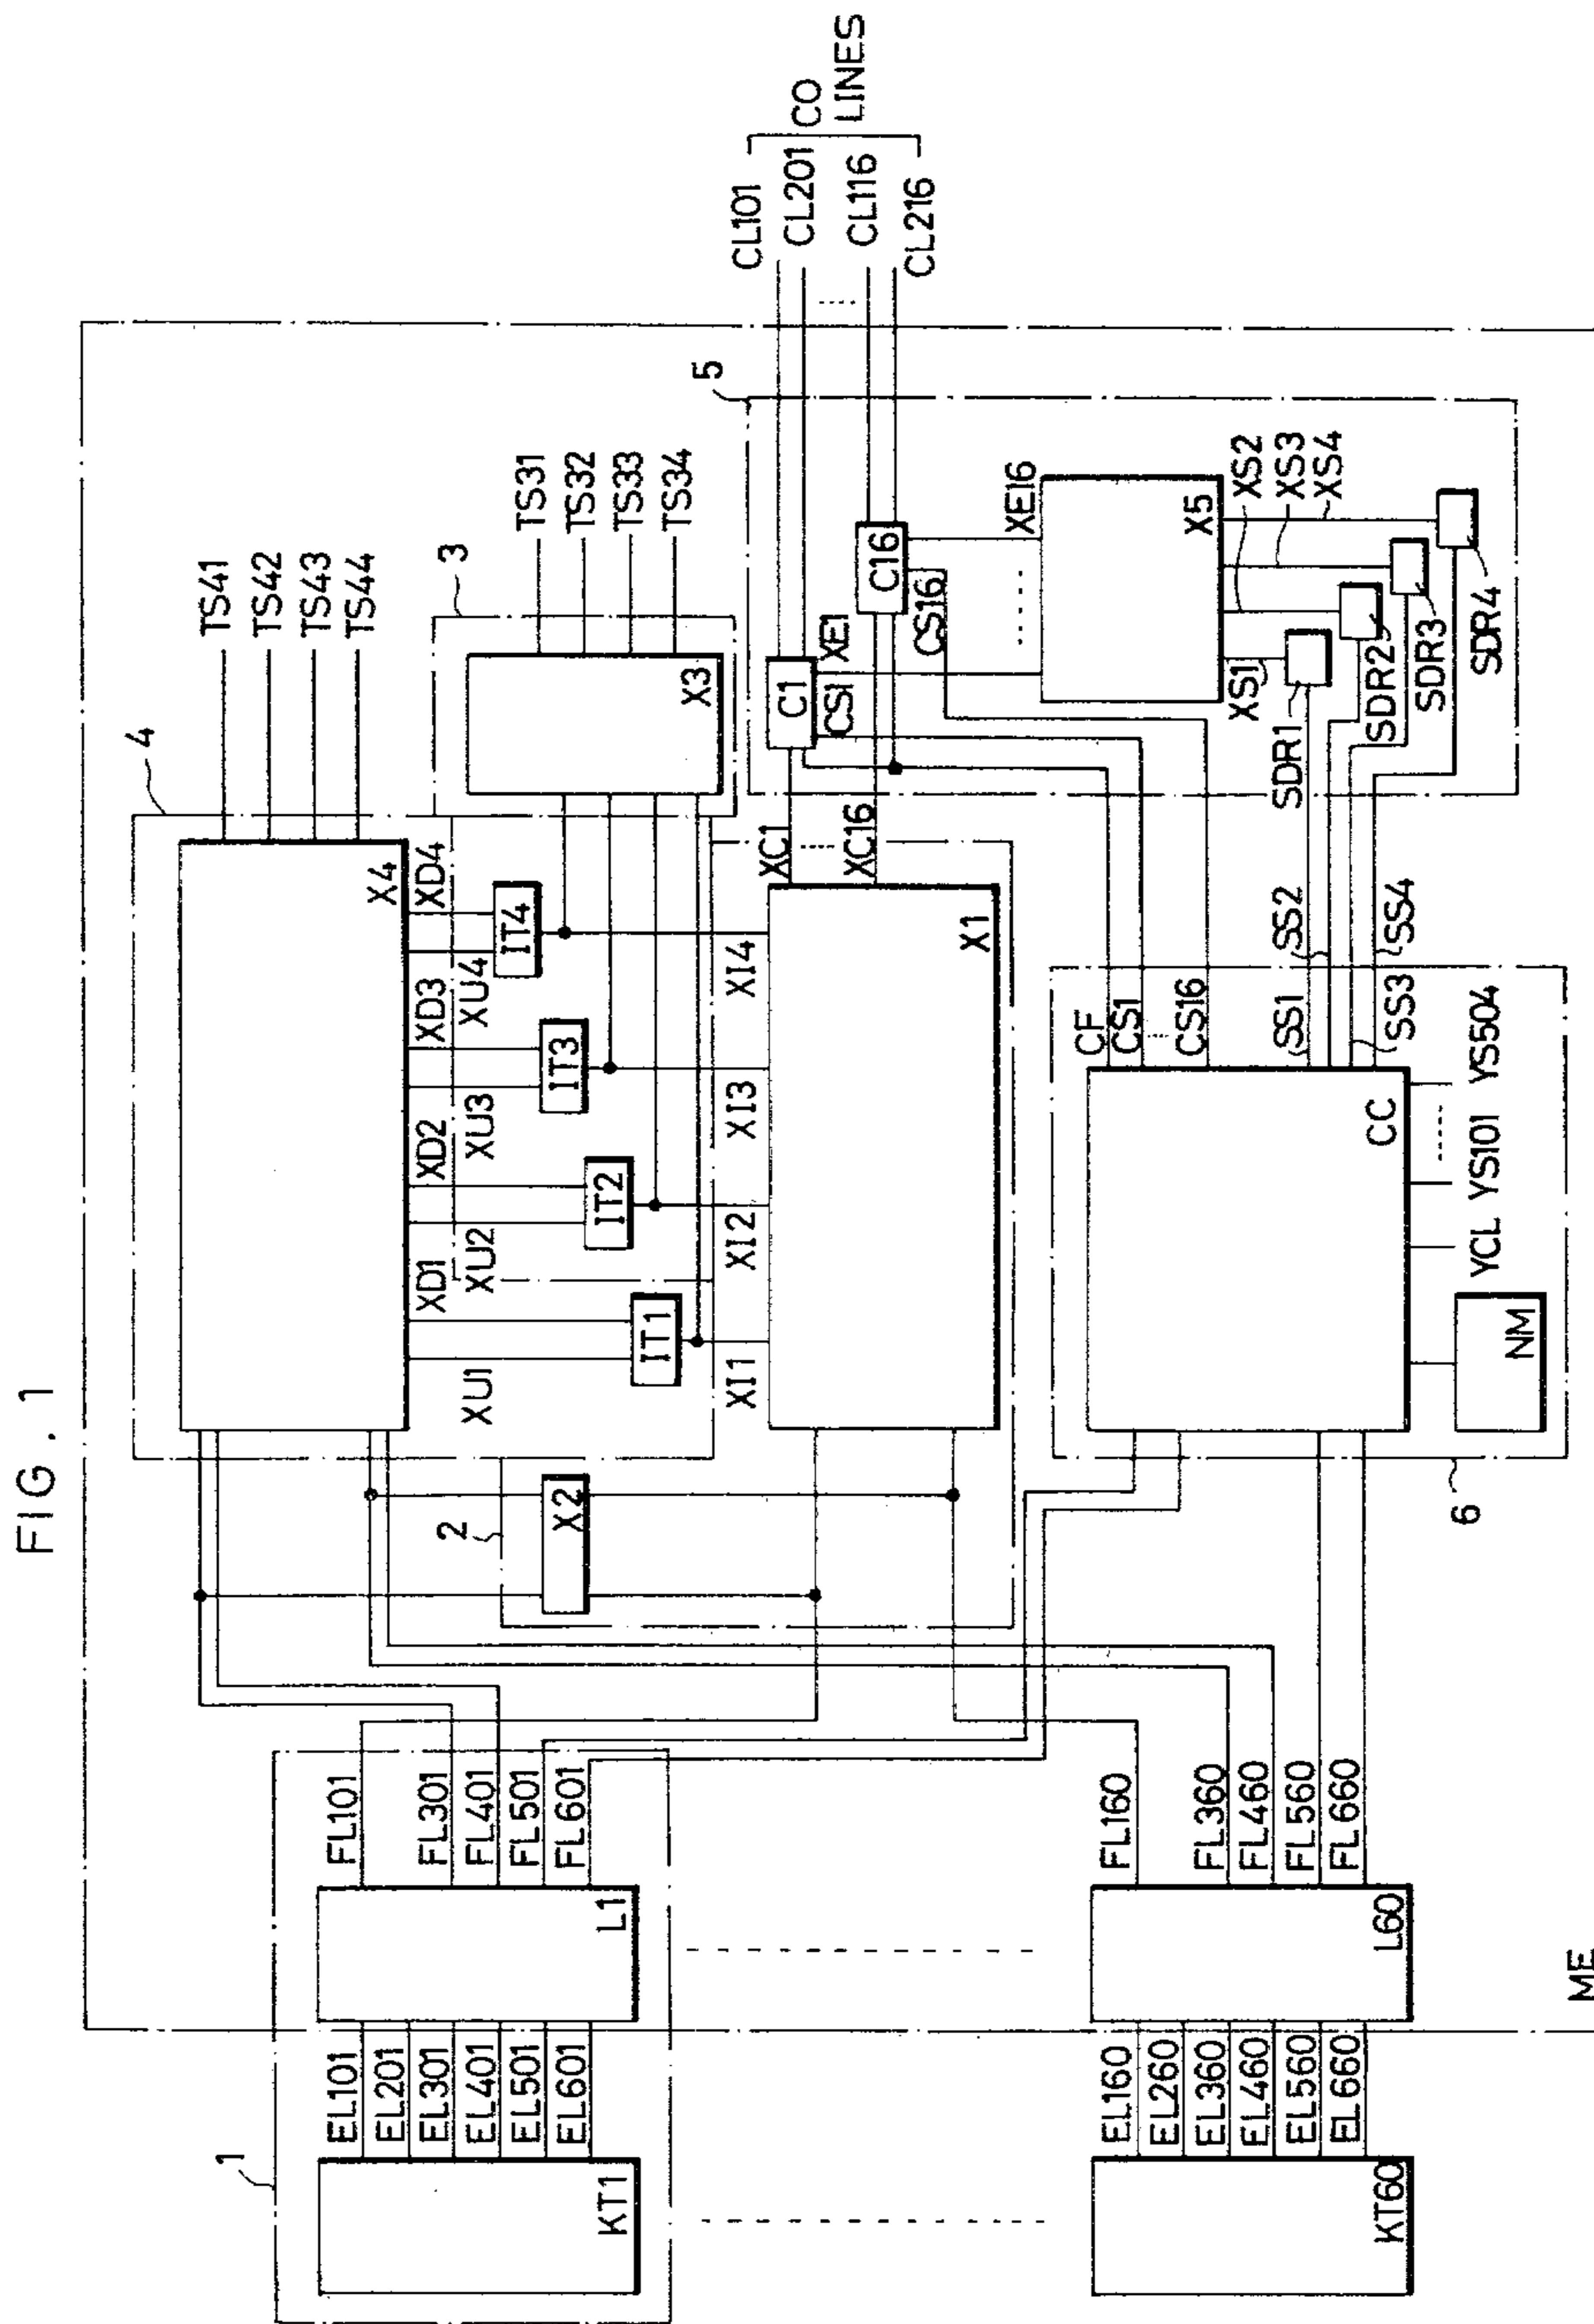 FIG. 1
1
KT1
EL101
EL201
EL301
EL401
EL501
EL601
L1
FL101
FL301
FL401
FL501
FL601
KT60
EL160
EL260
EL360
EL460
EL560
EL660
L60
FL160
FL360
FL460
FL560
FL660
ME
2
X2
4
X4
TS41
TS42
TS43
TS44
XU1
XD1
XU2
XD2
XU3
XD3
XU4
XD4
IT1
IT2
IT3
IT4
3
X3
TS31
TS32
TS33
TS34
XI1
XI2
XI3
XI4
X1
XC1
XC16
5
C1
CS1
XE1
C16
CS16
XE16
X5
XS1
XS2
XS3
XS4
SDR1
SDR2
SDR3
SDR4
CL101
CL201
CL116
CL216
CO
LINES
6
CC
CF
CS1
CS16
SS1
SS2
SS3
SS4
NM
YCL
YS101
YS504